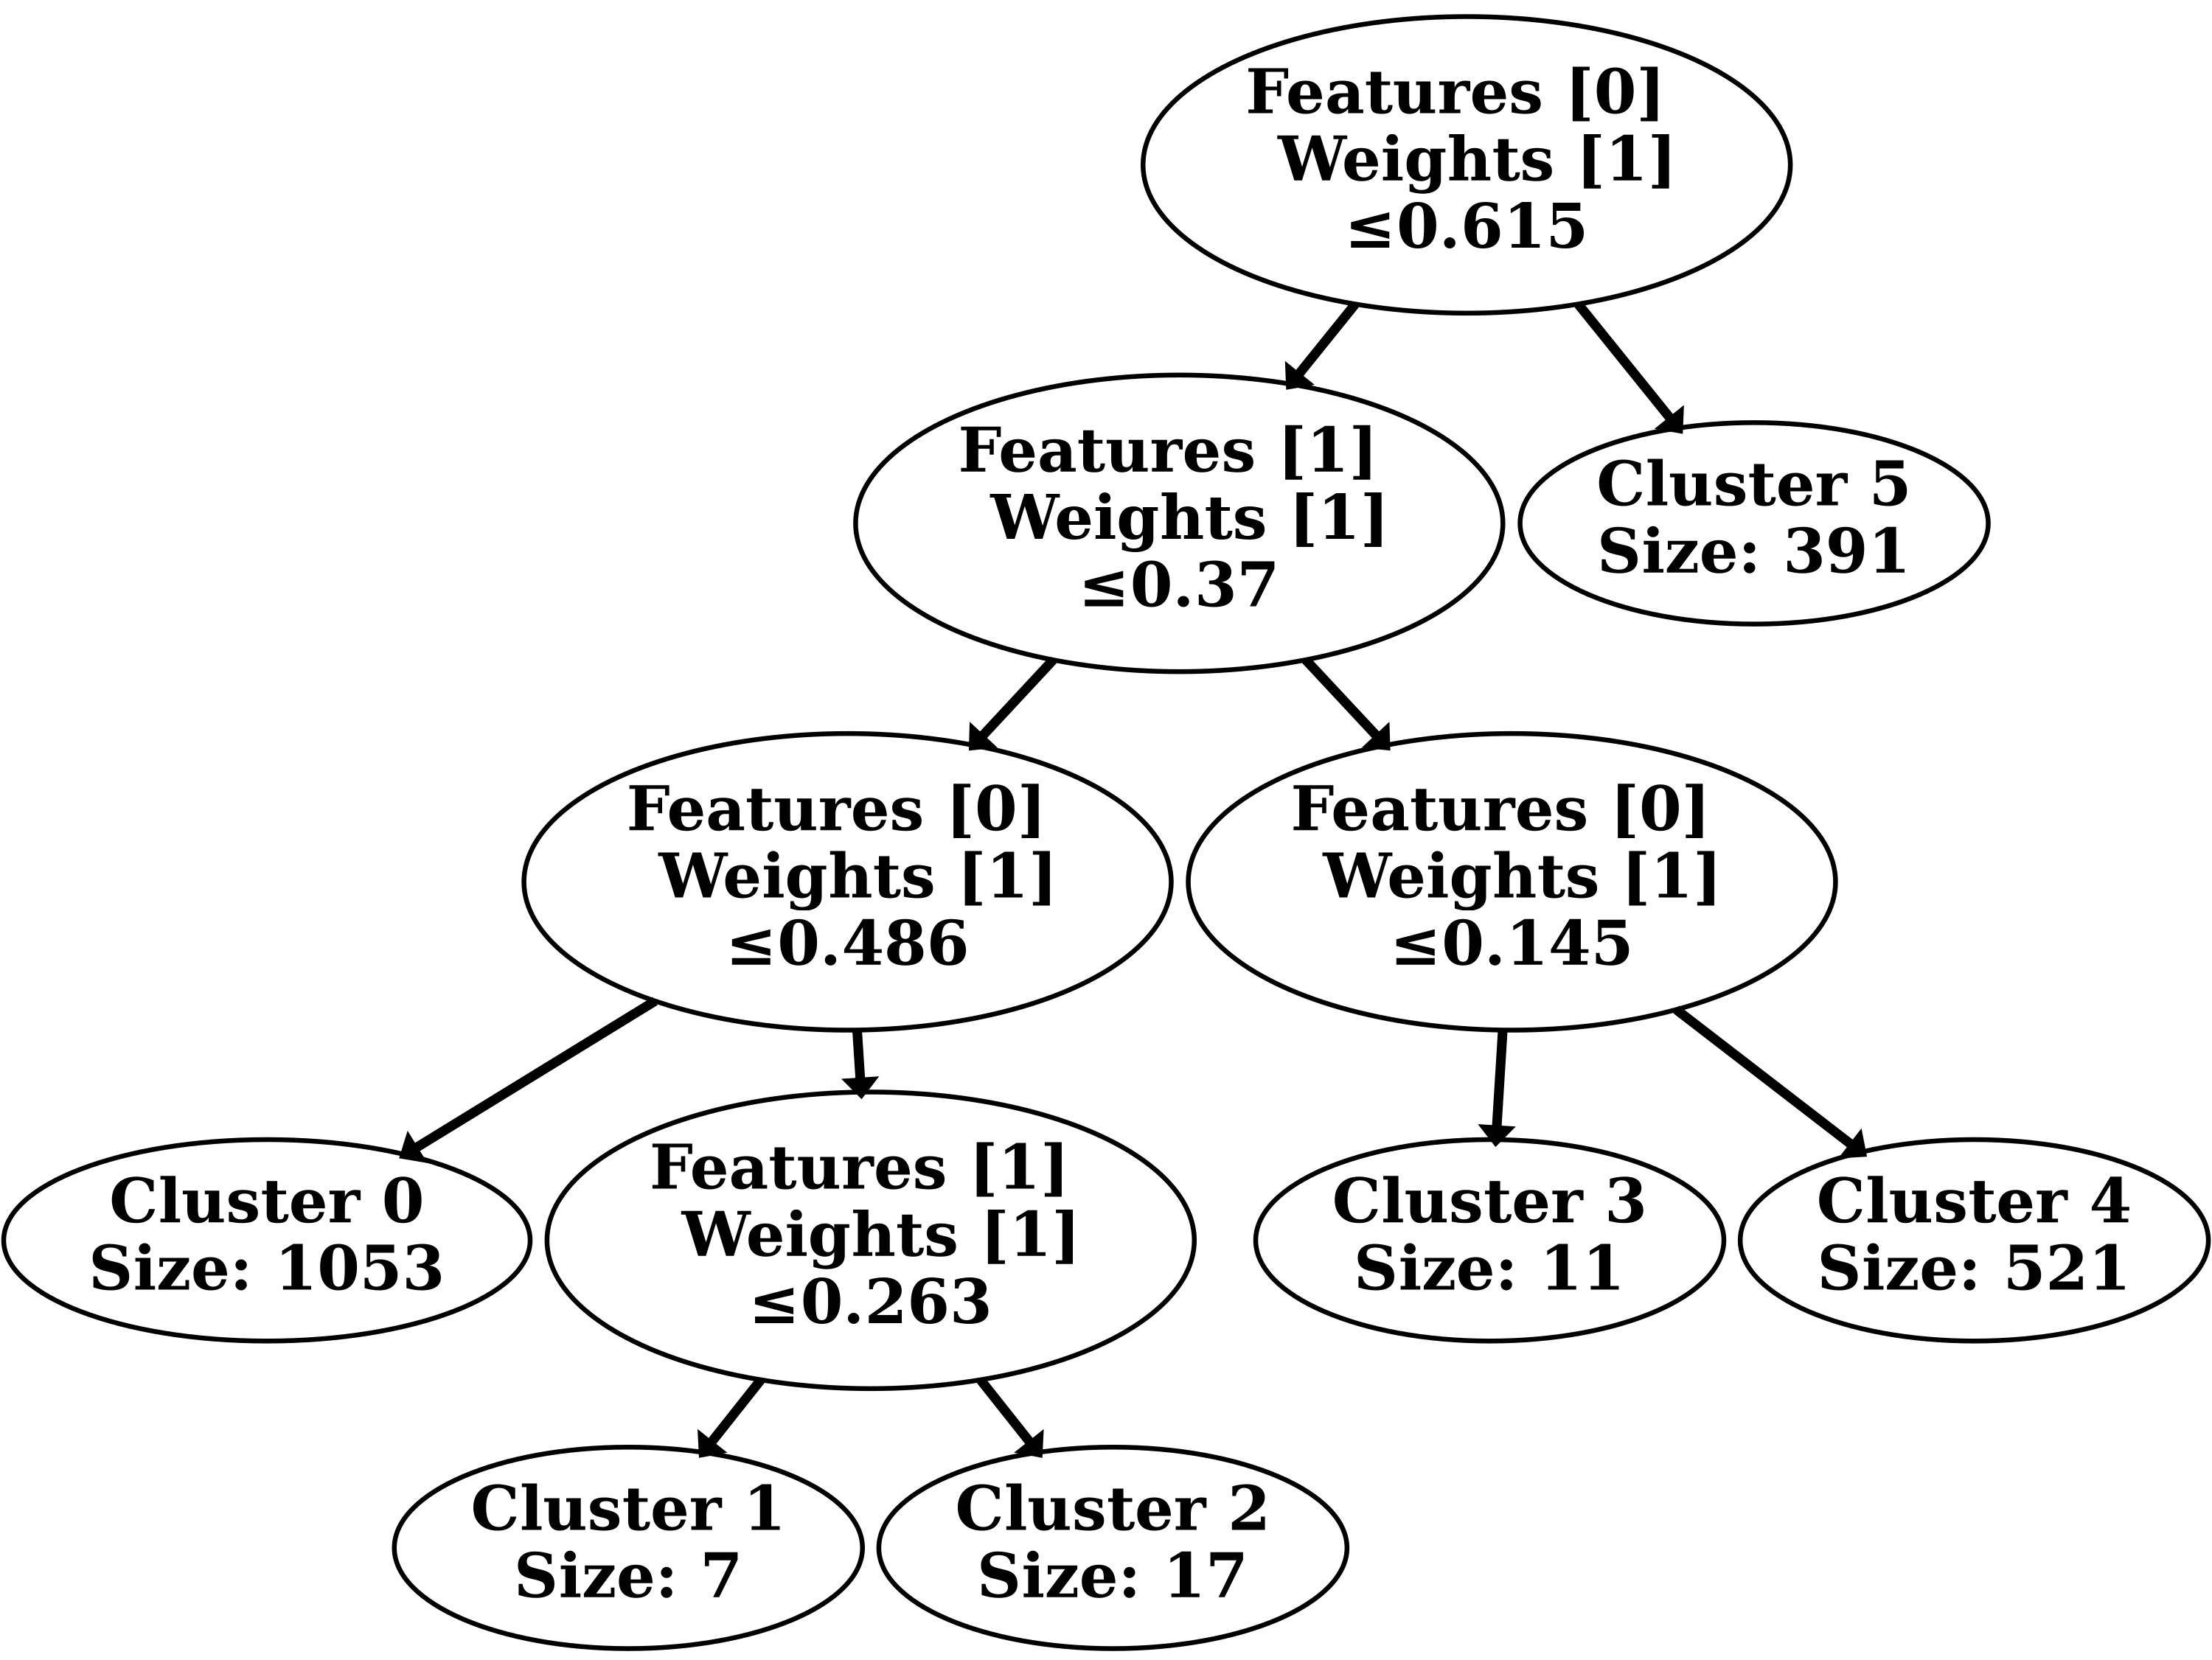 Features [0]
Weights [1]
≤0.615
Features [1]
Weights [1]
≤0.37
Cluster 5
Size: 391
Features [0]
Weights [1]
≤0.486
Features [0]
Weights [1]
≤0.145
Cluster 0
Size: 1053
Features [1]
Weights [1]
≤0.263
Cluster 3
Size: 11
Cluster 4
Size: 521
Cluster 1
Size: 7
Cluster 2
Size: 17